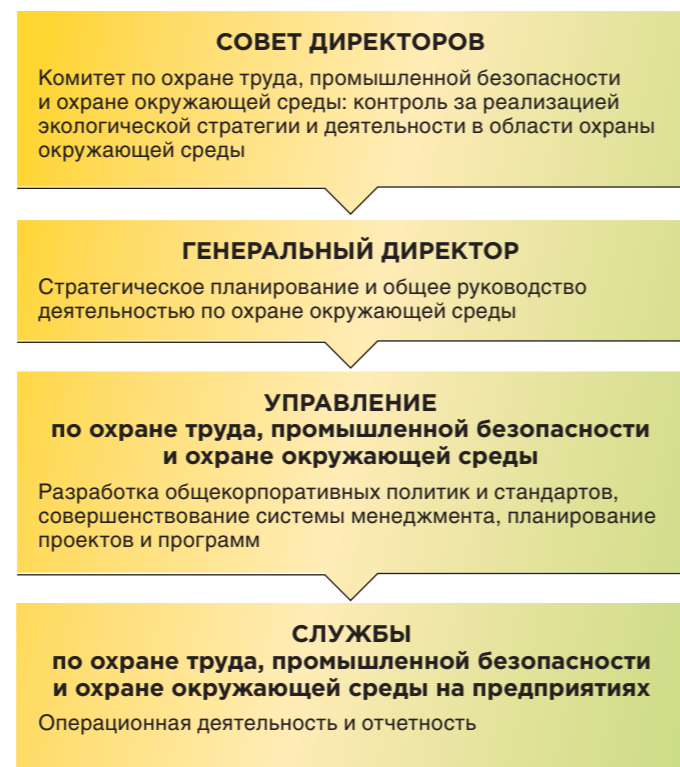 СОВЕТ ДИРЕКТОРОВ
Комитет по охране труда, промышленной безопасности
и охране окружающей среды: контроль за реализацией
экологической стратегии и деятельности в области охраны
окружающей среды
ГЕНЕРАЛЬНЫЙ ДИРЕКТОР
Стратегическое планирование и общее руководство
деятельностью по охране окружающей среды
УПРАВЛЕНИЕ
по охране труда, промышленной безопасности
и охране окружающей среды
Разработка общекорпоративных политик и стандартов,
совершенствование системы менеджмента, планирование
проектов и программ
СЛУЖБЫ
по охране труда, промышленной безопасности
и охране окружающей среды на предприятиях
Операционная деятельность и отчетность